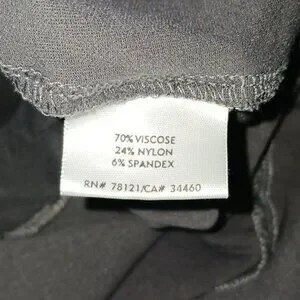 70% VISCOSE
24% NYLON
6% SPANDEX
RN# 78121/CA# 34460